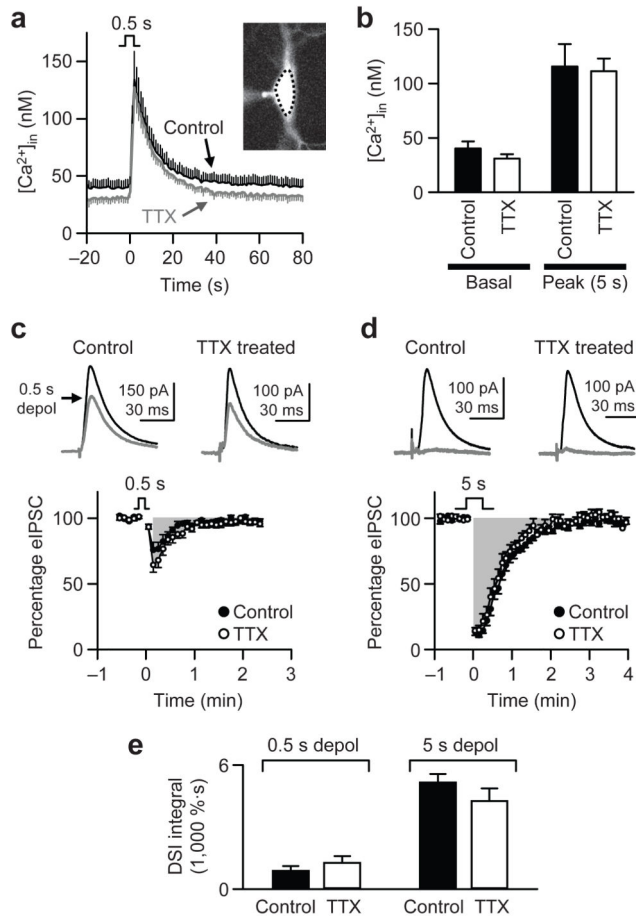 a
0.5 s
150
100
50
0
[Ca²⁺]in (nM)
Control
TTX
–20 0 20 40 60 80
Time (s)
b
150
100
50
0
[Ca²⁺]in (nM)
Control
TTX
Control
TTX
Basal
Peak (5 s)
c
Control
TTX treated
0.5 s
depol
150 pA
30 ms
100 pA
30 ms
0.5 s
100
50
0
Percentage eIPSC
Control
TTX
–1 0 1 2 3
Time (min)
d
Control
TTX treated
100 pA
30 ms
100 pA
30 ms
5 s
100
50
0
Percentage eIPSC
Control
TTX
–1 0 1 2 3 4
Time (min)
e
0.5 s depol
5 s depol
6
0
DSI integral
(1,000 %·s)
Control TTX
Control TTX